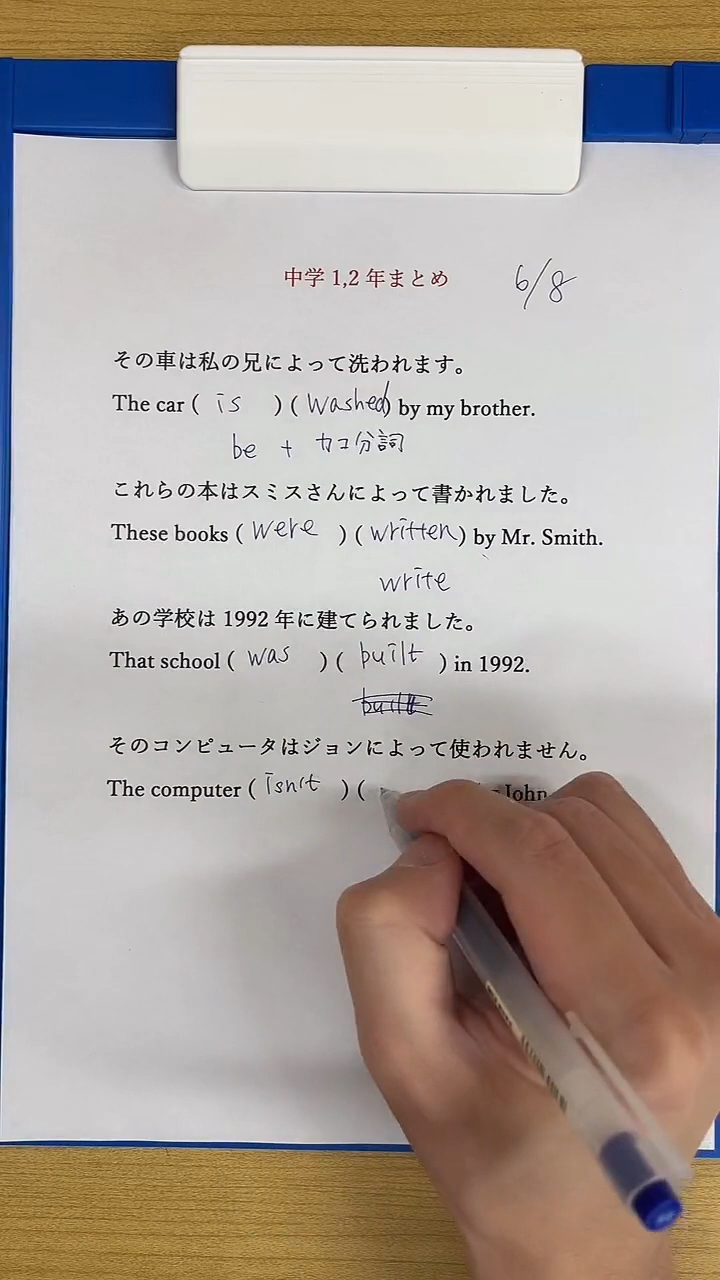 中学1,2年まとめ 6/8
その車は私の兄によって洗われます。
The car ( is ) ( washed ) by my brother.
be + カコ分詞
これらの本はスミスさんによって書かれました。
These books ( were ) ( written ) by Mr. Smith.
write
あの学校は 1992 年に建てられました。
That school ( was ) ( built ) in 1992.
built
そのコンピュータはジョンによって使われません。
The computer ( isn't ) ( John